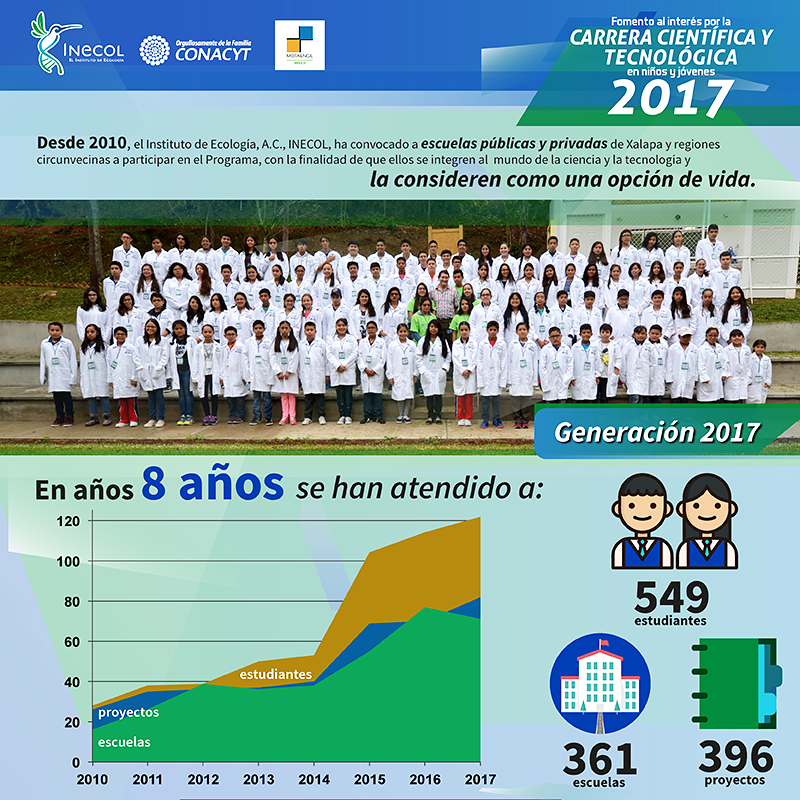 INECOL
EL INSTITUTO DE ECOLOGÍA
Orgullosamente de la Familia
CONACYT
Fomento al interés por la
CARRERA CIENTÍFICA Y
TECNOLÓGICA
en niños y jóvenes
2017
Desde 2010, el Instituto de Ecología, A.C., INECOL, ha convocado a escuelas públicas y privadas de Xalapa y regiones
circunvecinas a participar en el Programa, con la finalidad de que ellos se integren al mundo de la ciencia y la tecnología y
la consideren como una opción de vida.
Generación 2017
En años 8 años se han atendido a:
120
100
80
60
40
20
0
estudiantes
proyectos
escuelas
2010 2011 2012 2013 2014 2015 2016 2017
549
estudiantes
361
escuelas
396
proyectos